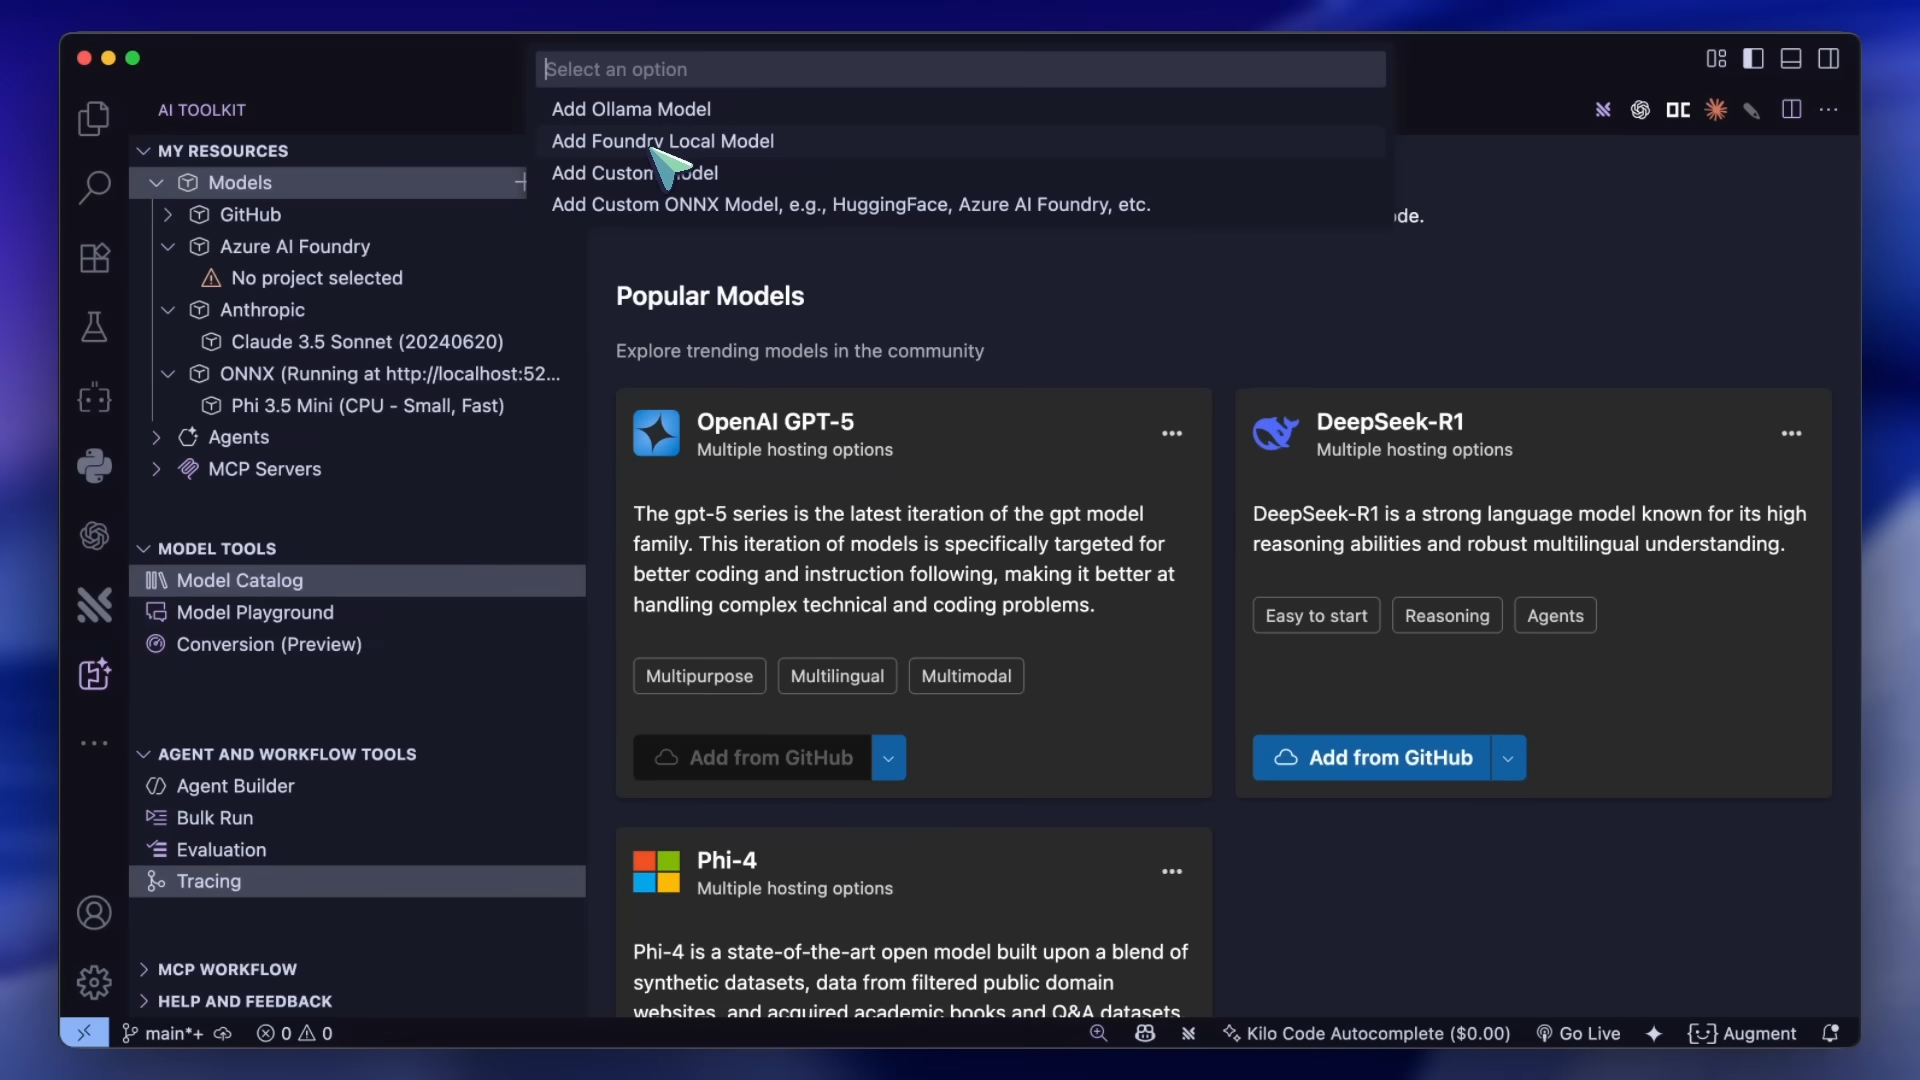 Select an option
Add Ollama Model
Add Foundry Local Model
Add Custom Model
Add Custom ONNX Model, e.g., HuggingFace, Azure AI Foundry, etc.
AI TOOLKIT
MY RESOURCES
Models
GitHub
Azure AI Foundry
No project selected
Anthropic
Claude 3.5 Sonnet (20240620)
ONNX (Running at http://localhost:52...
Phi 3.5 Mini (CPU - Small, Fast)
Agents
MCP Servers
MODEL TOOLS
Model Catalog
Model Playground
Conversion (Preview)
AGENT AND WORKFLOW TOOLS
Agent Builder
Bulk Run
Evaluation
Tracing
MCP WORKFLOW
HELP AND FEEDBACK
Popular Models
Explore trending models in the community
OpenAI GPT-5
Multiple hosting options
The gpt-5 series is the latest iteration of the gpt model
family. This iteration of models is specifically targeted for
better coding and instruction following, making it better at
handling complex technical and coding problems.
Multipurpose
Multilingual
Multimodal
Add from GitHub
DeepSeek-R1
Multiple hosting options
DeepSeek-R1 is a strong language model known for its high
reasoning abilities and robust multilingual understanding.
Easy to start
Reasoning
Agents
Add from GitHub
Phi-4
Multiple hosting options
Phi-4 is a state-of-the-art open model built upon a blend of
synthetic datasets, data from filtered public domain
websites, and acquired academic books and Q&A datasets
main*+
0
0
Kilo Code Autocomplete ($0.00)
Go Live
Augment